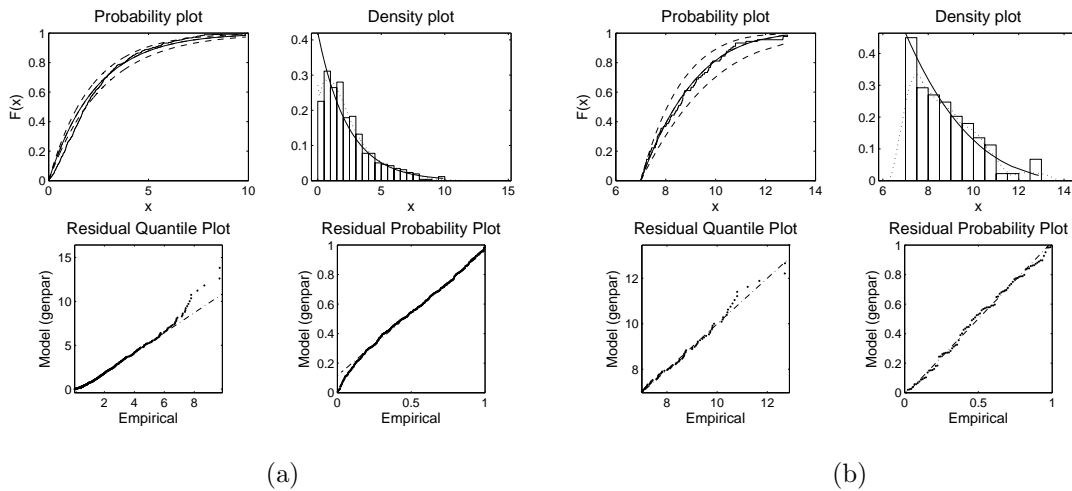 Probability plot
F(x)
1
0.8
0.6
0.4
0.2
0
0 5 10
x
Density plot
0.4
0.3
0.2
0.1
0
0 5 10 15
x
Residual Quantile Plot
Model (genpar)
15
10
5
0
2 4 6 8
Empirical
Residual Probability Plot
Model (genpar)
1
0.8
0.6
0.4
0.2
0
0 0.5 1
Empirical
(a)
Probability plot
F(x)
1
0.8
0.6
0.4
0.2
0
6 8 10 12 14
x
Density plot
0.4
0.3
0.2
0.1
0
6 8 10 12 14
x
Residual Quantile Plot
Model (genpar)
12
10
8
8 10 12
Empirical
Residual Probability Plot
Model (genpar)
1
0.8
0.6
0.4
0.2
0
0 0.5 1
Empirical
(b)